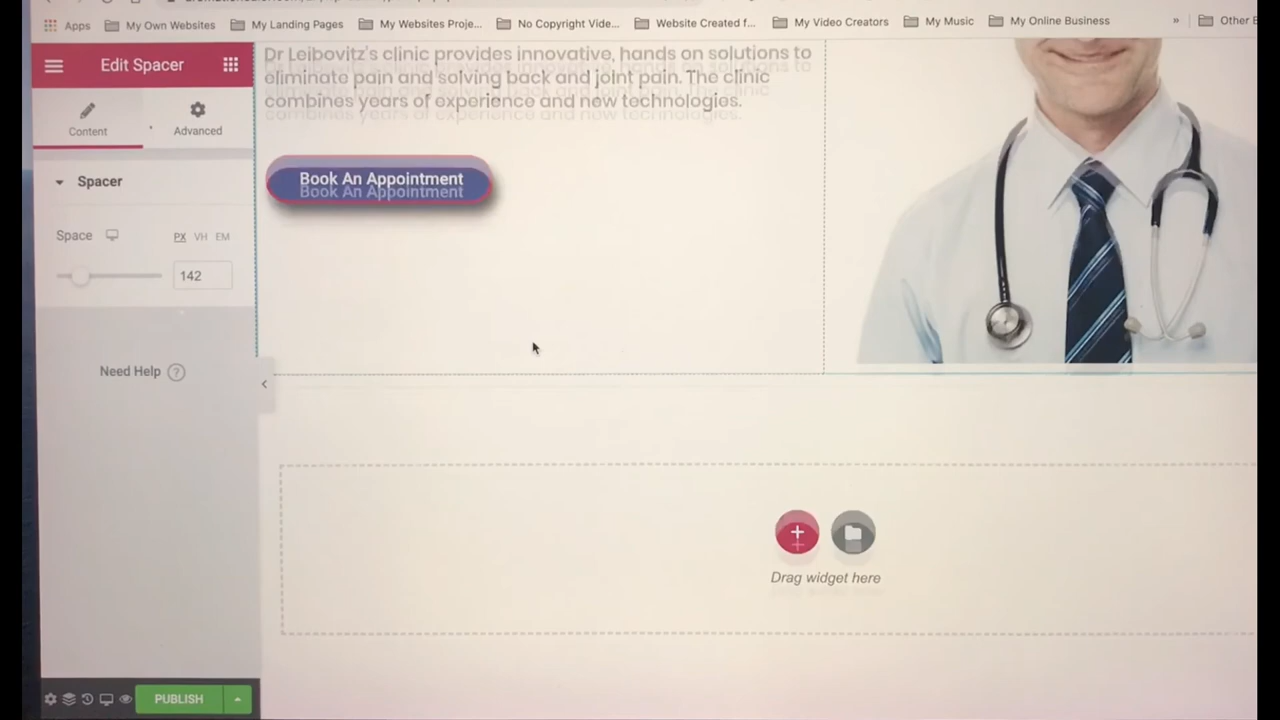 Apps
My Own Websites
My Landing Pages
My Websites Proje...
No Copyright Vide...
Website Created f...
My Video Creators
My Music
My Online Business
»
Other B
Edit Spacer
Content
Advanced
Spacer
Space
PX VH EM
142
Need Help ?
PUBLISH
Dr Leibovitz's clinic provides innovative, hands on solutions to
eliminate pain and solving back and joint pain. The clinic
combines years of experience and new technologies.
Book An Appointment
Drag widget here